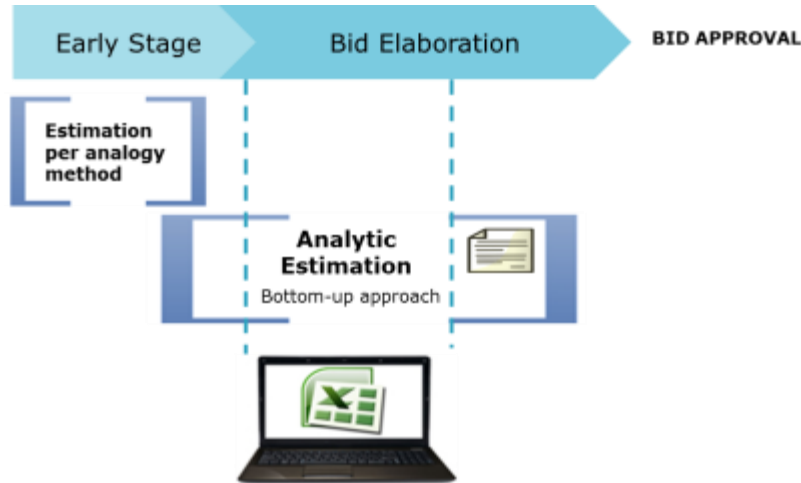 Early Stage
Bid Elaboration
BID APPROVAL
Estimation
per analogy
method
Analytic
Estimation
Bottom-up approach